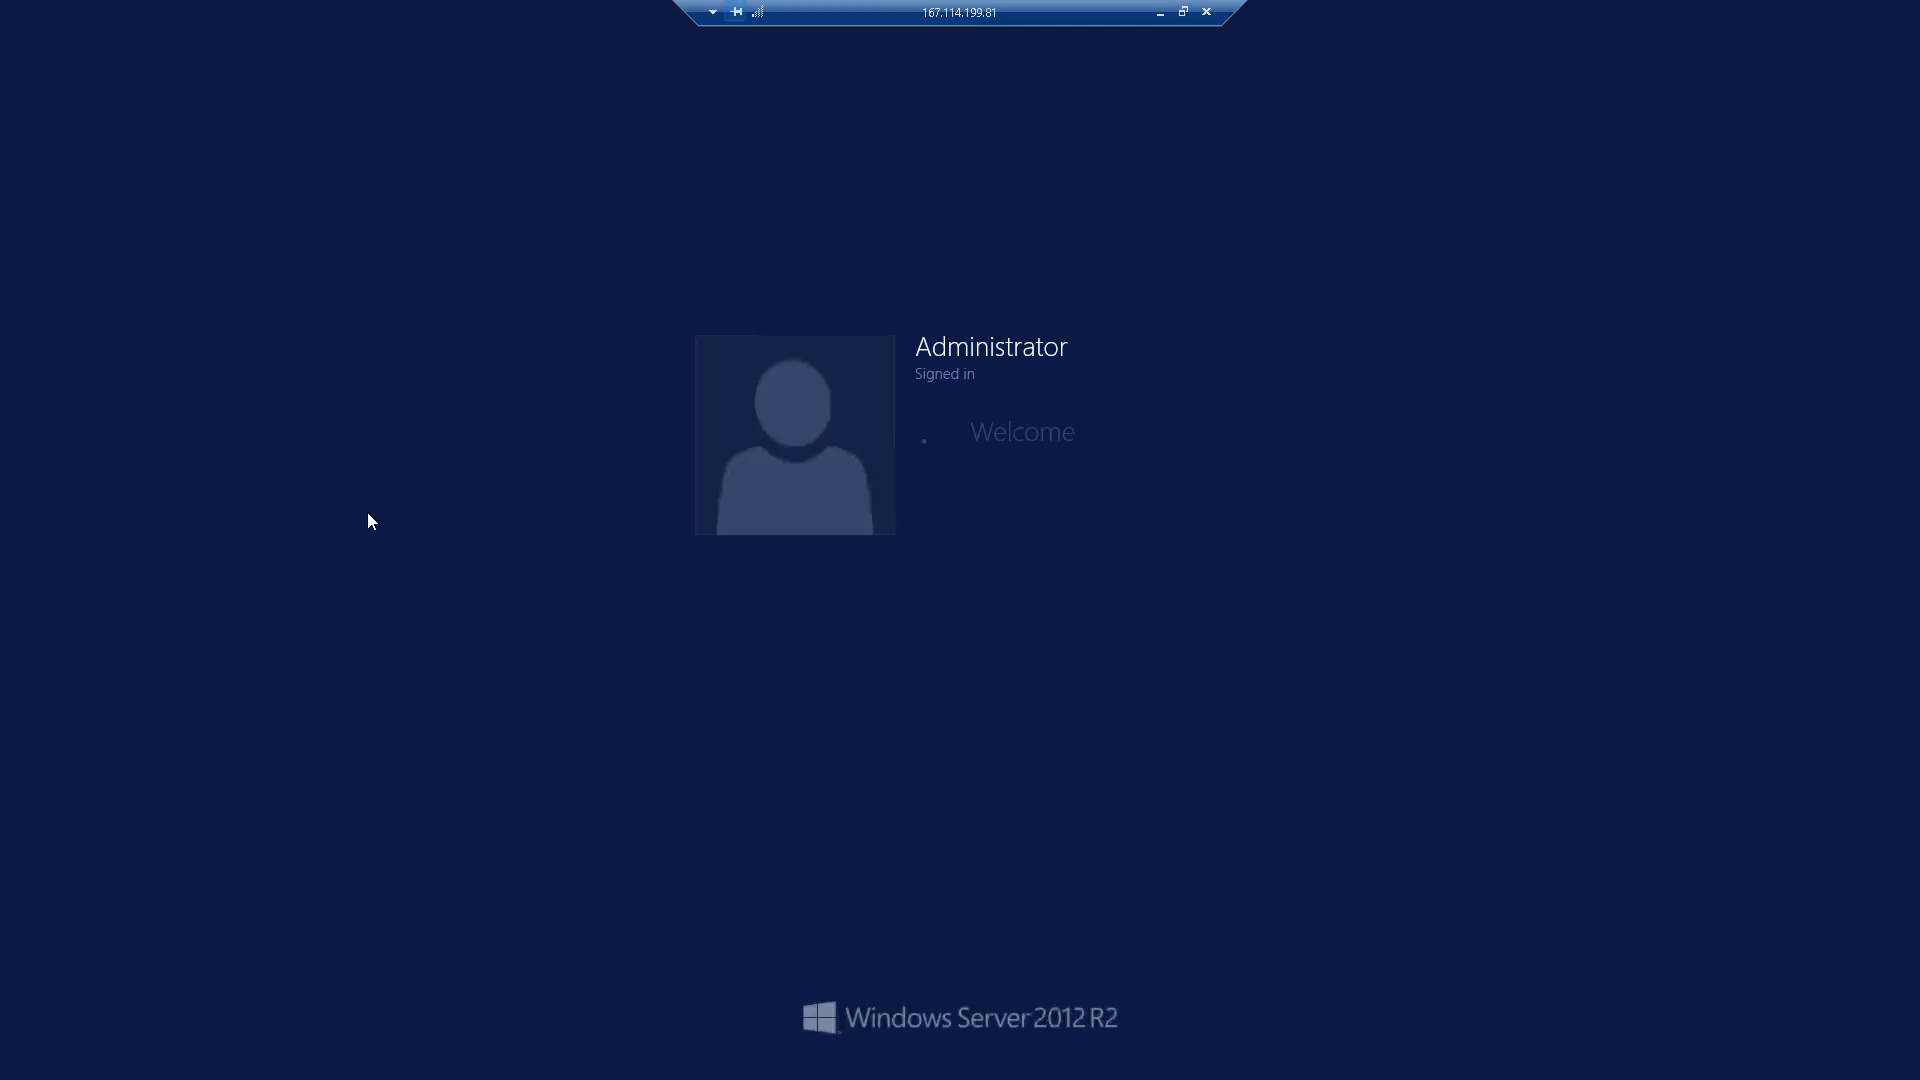 167.114.199.81
Administrator
Signed in
Welcome
Windows Server 2012 R2